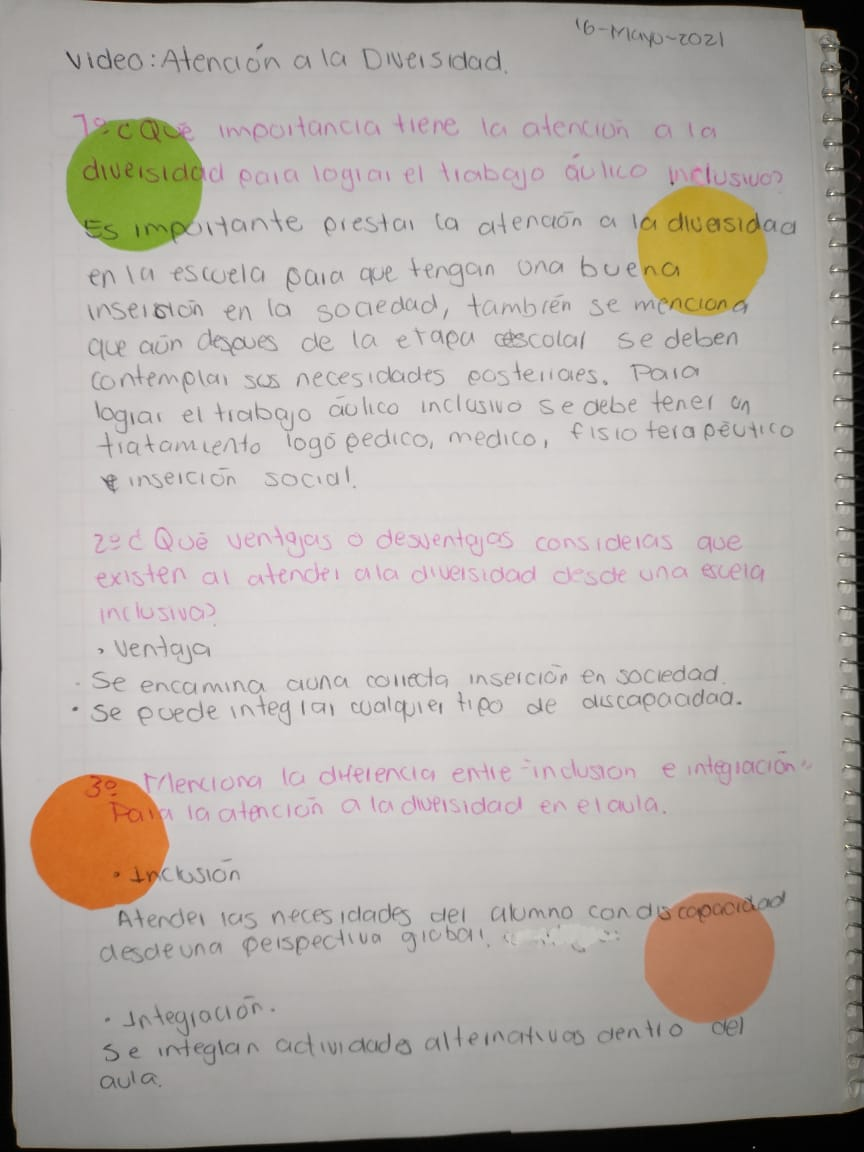 16-Mayo-2021
Video: Atención a la Diversidad.
1º ¿Qué importancia tiene la atención a la
diversidad para lograr el trabajo áulico inclusivo?
Es importante prestar la atención a la diversidad
en la escuela para que tengan una buena
inserción en la sociedad, también se menciona
que aún despues de la etapa escolar se deben
contemplar sus necesidades posteriores. Para
lograr el trabajo áulico inclusivo se debe tener un
tratamiento logópedico, medico, fisioterapéutico
e inserción social.
2º ¿Qué ventajas o desventajas consideras que
existen al atender a la diversidad desde una escela
inclusiva?
· Ventaja
· Se encamina a una correcta inserción en sociedad.
· Se puede integrar cualquier tipo de discapacidad.
3º Menciona la diferencia entre "inclusion e integración"
Para la atención a la diversidad en el aula.
· Inclusión
Atender las necesidades del alumno con discapacidad
desde una perspectiva global.
· Integración.
Se integran actividades alternativas dentro del
aula.